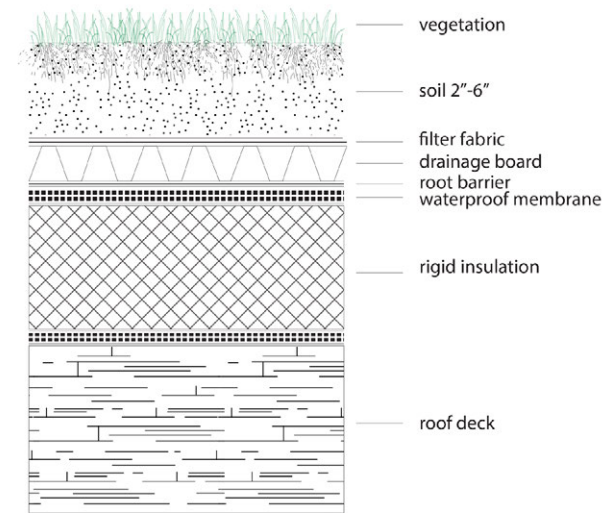 vegetation
soil 2”-6”
filter fabric
drainage board
root barrier
waterproof membrane
rigid insulation
roof deck